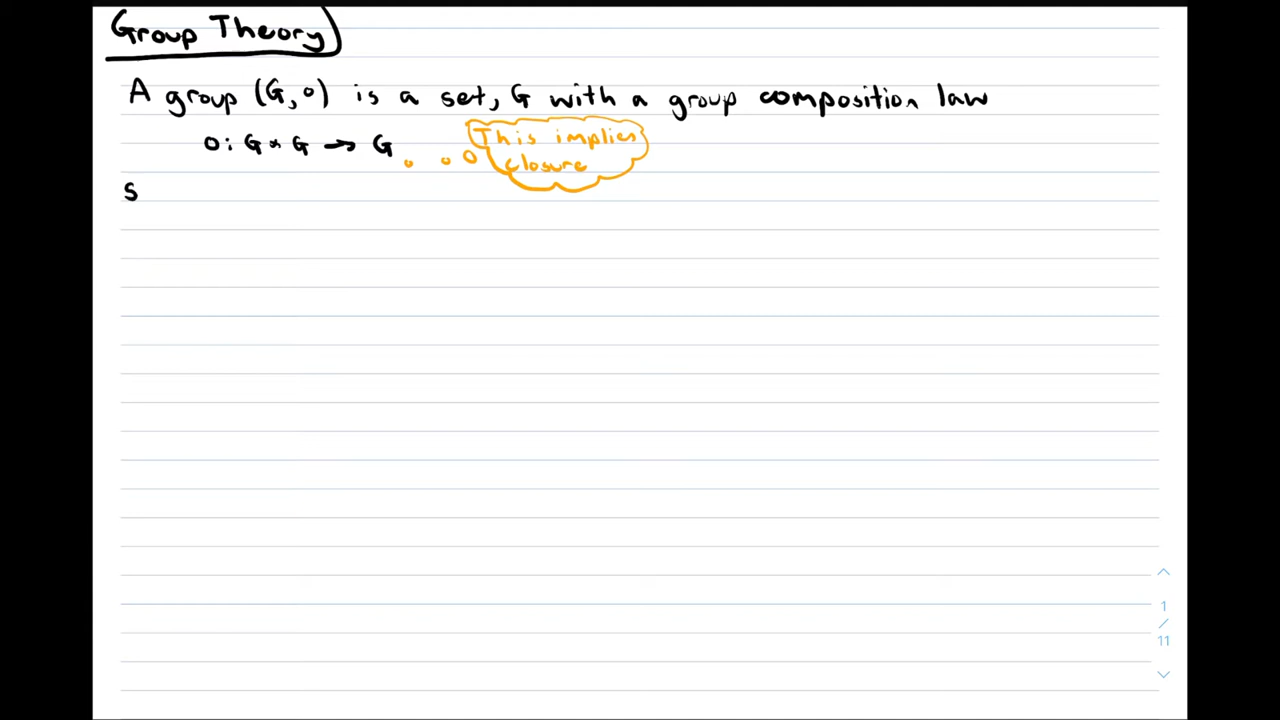 Group Theory
A group (G, ∘) is a set, G with a group composition law
∘: G × G → G
This implies
closure
S
1
/
11